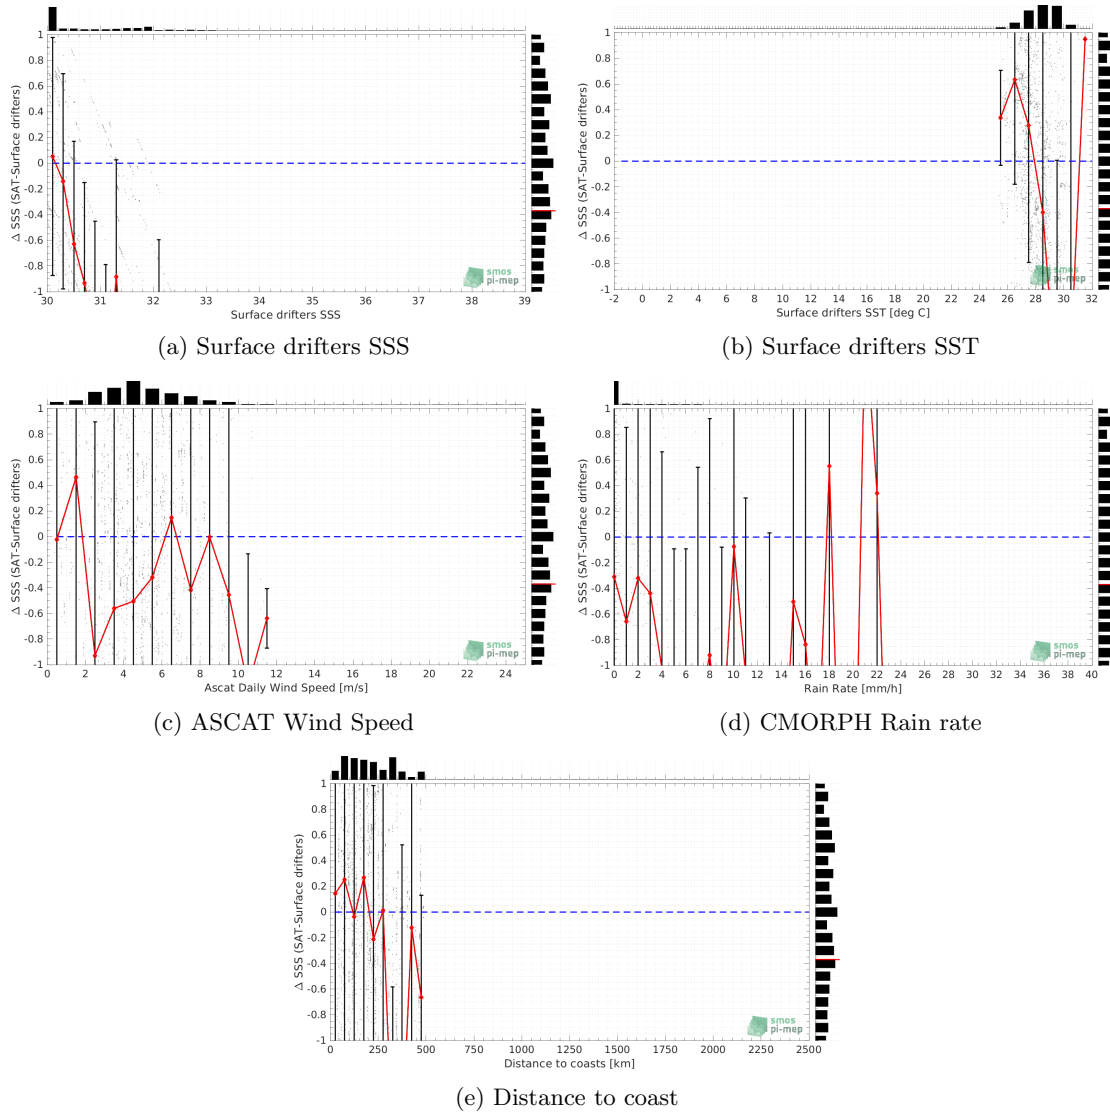 1
0.8
0.6
0.4
0.2
0
-0.2
-0.4
-0.6
-0.8
-1
Δ SSS (SAT-Surface drifters)
30 31 32 33 34 35 36 37 38 39
Surface drifters SSS
smos
pi-mep
(a) Surface drifters SSS
1
0.8
0.6
0.4
0.2
0
-0.2
-0.4
-0.6
-0.8
-1
Δ SSS (SAT-Surface drifters)
-2 0 2 4 6 8 10 12 14 16 18 20 22 24 26 28 30 32
Surface drifters SST [deg C]
smos
pi-mep
(b) Surface drifters SST
1
0.8
0.6
0.4
0.2
0
-0.2
-0.4
-0.6
-0.8
-1
Δ SSS (SAT-Surface drifters)
0 2 4 6 8 10 12 14 16 18 20 22 24
Ascat Daily Wind Speed [m/s]
smos
pi-mep
(c) ASCAT Wind Speed
1
0.8
0.6
0.4
0.2
0
-0.2
-0.4
-0.6
-0.8
-1
Δ SSS (SAT-Surface drifters)
0 2 4 6 8 10 12 14 16 18 20 22 24 26 28 30 32 34 36 38 40
Rain Rate [mm/h]
smos
pi-mep
(d) CMORPH Rain rate
1
0.8
0.6
0.4
0.2
0
-0.2
-0.4
-0.6
-0.8
-1
Δ SSS (SAT-Surface drifters)
0 250 500 750 1000 1250 1500 1750 2000 2250 2500
Distance to coasts [km]
smos
pi-mep
(e) Distance to coast